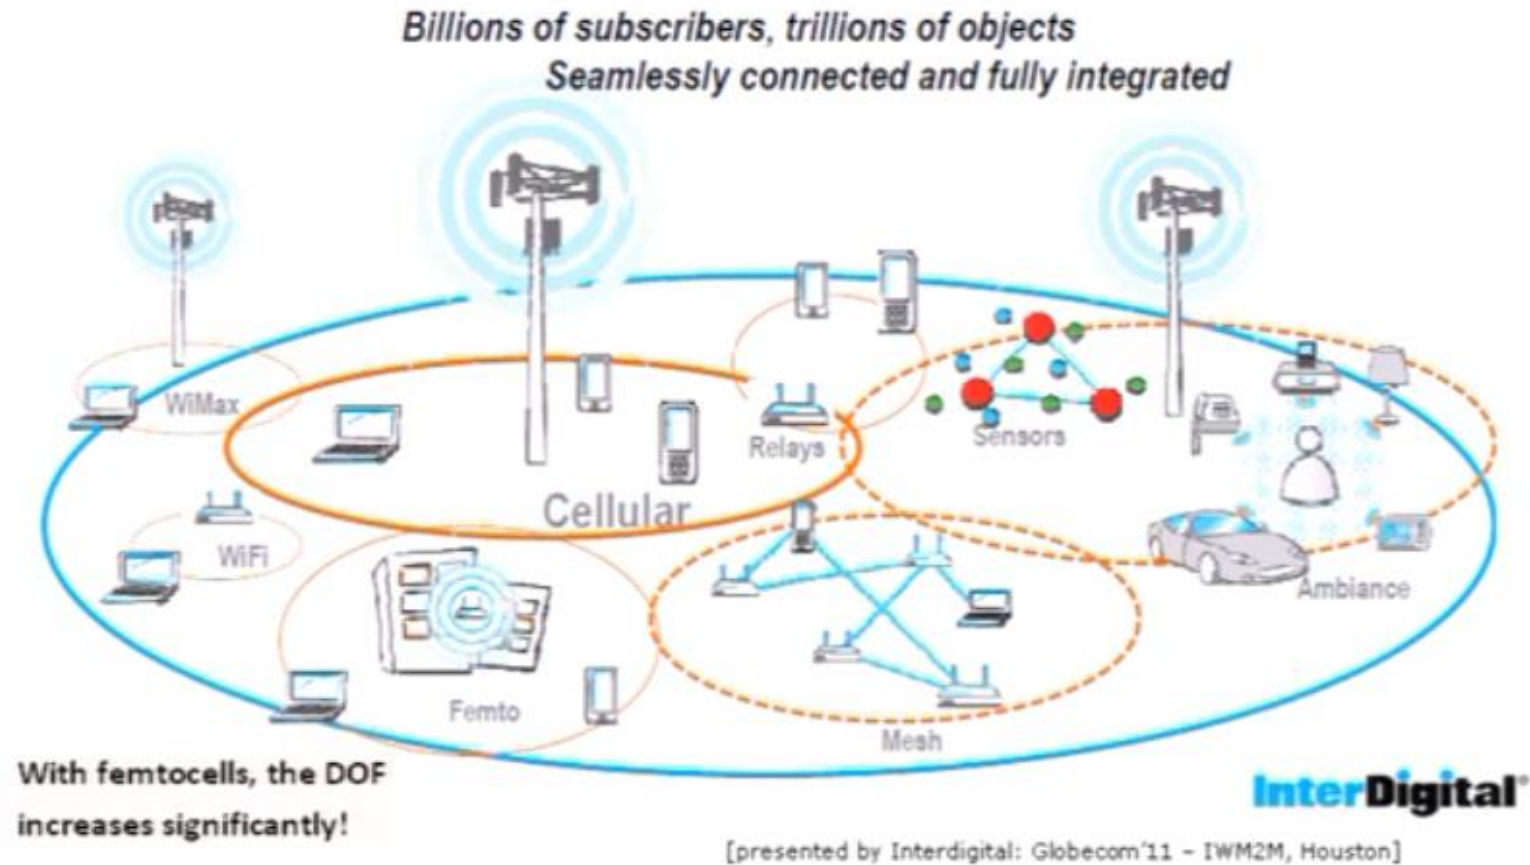 Billions of subscribers, trillions of objects
Seamlessly connected and fully integrated
WiMax
Relays
Sensors
Cellular
WiFi
Ambiance
Femto
Mesh
With femtocells, the DOF
increases significantly!
InterDigital®
[presented by Interdigital: Globecom'11 – IWM2M, Houston]